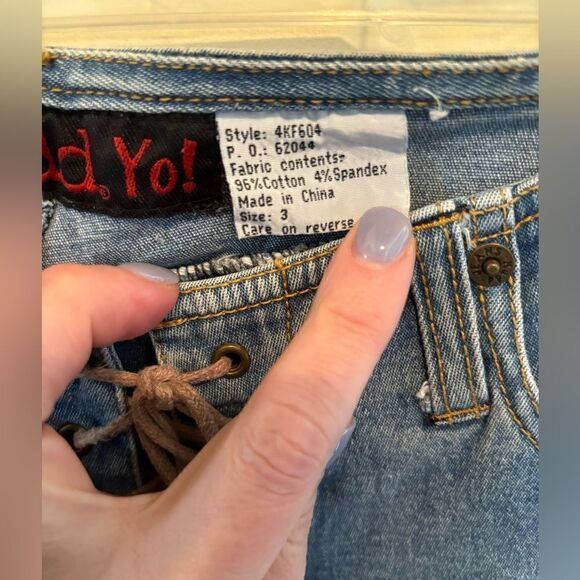 Yo!
Style: 4KF604
P. O.: 62044
Fabric contents-
96%Cotton 4%Spandex
Made in China
Size: 3
Care on reverse